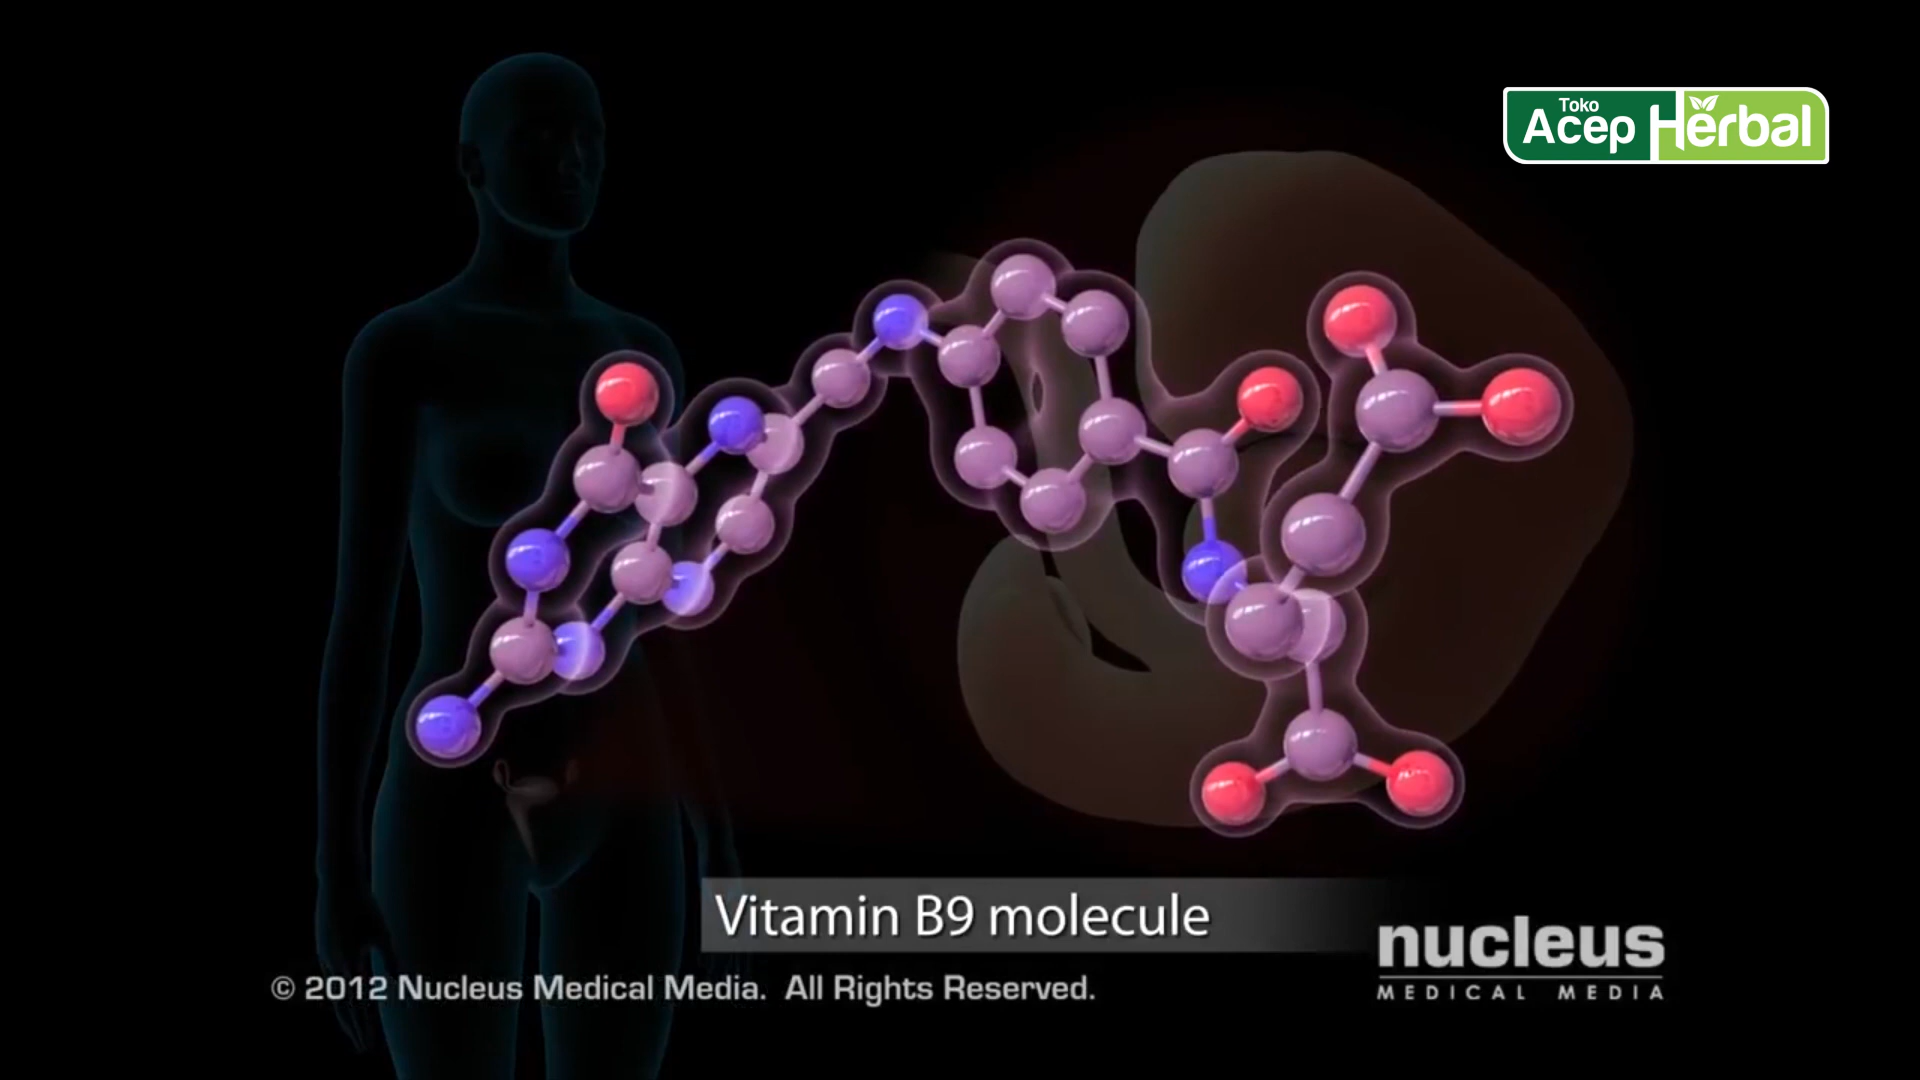 Toko
Acep Herbal
Vitamin B9 molecule
© 2012 Nucleus Medical Media. All Rights Reserved.
nucleus
MEDICAL MEDIA